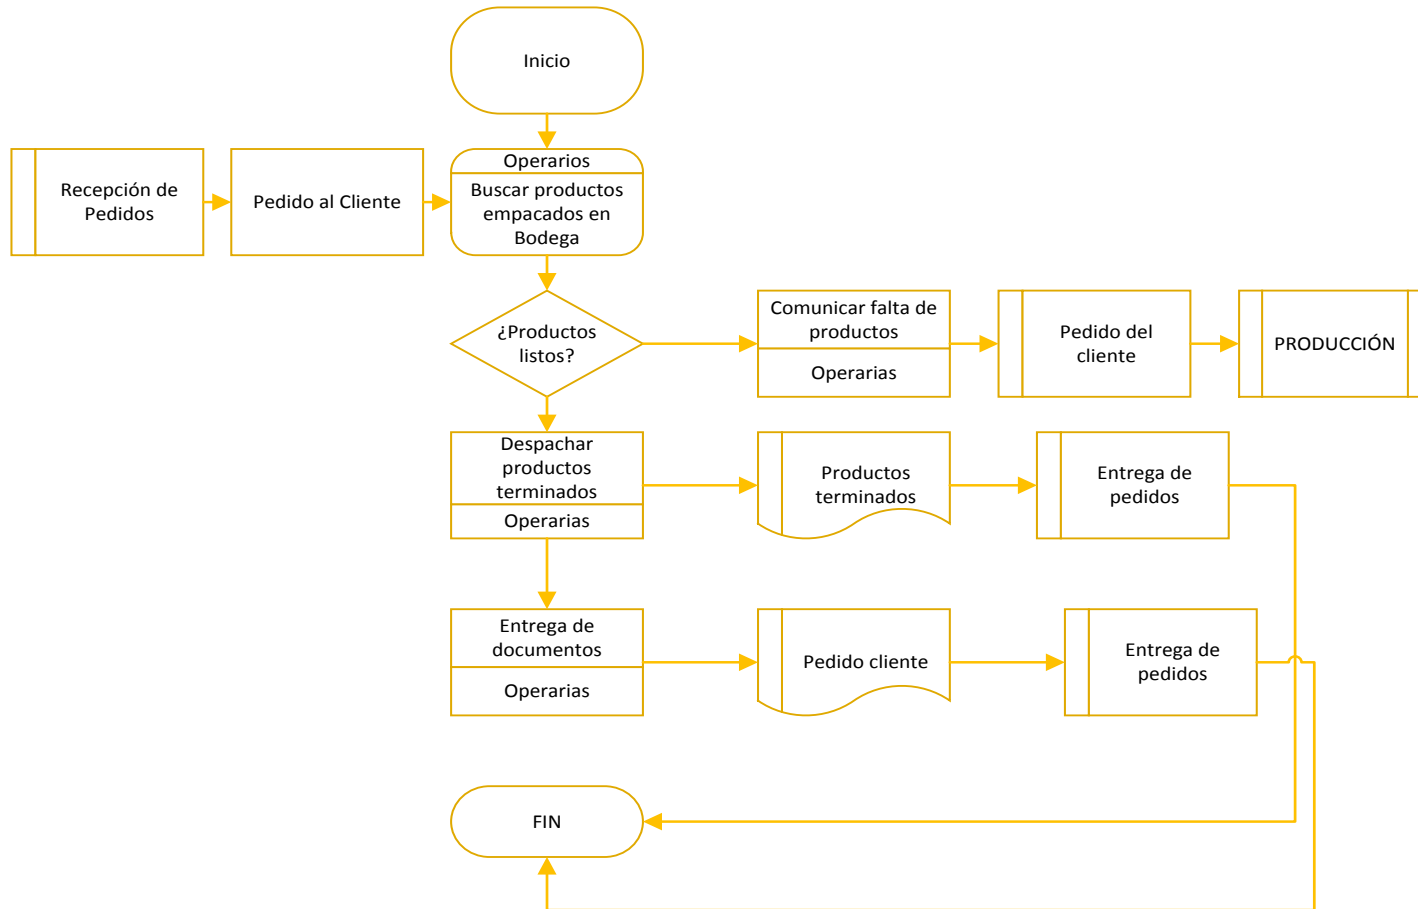 Inicio
Recepción de
Pedidos
Pedido al Cliente
Operarios
Buscar productos
empacados en
Bodega
¿Productos
listos?
Comunicar falta de
productos
Operarias
Pedido del
cliente
PRODUCCIÓN
Despachar
productos
terminados
Operarias
Productos
terminados
Entrega de
pedidos
Entrega de
documentos
Operarias
Pedido cliente
Entrega de
pedidos
FIN